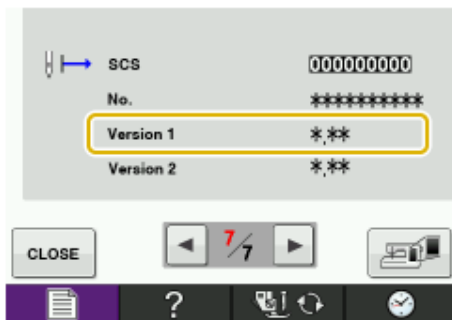 SCS 000000000
No. **********
Version 1 *.**
Version 2 *.**
CLOSE 7/7
?